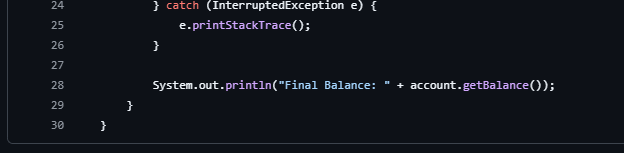 24 } catch (InterruptedException e) {
25 e.printStackTrace();
26 }
27
28 System.out.println("Final Balance: " + account.getBalance());
29 }
30 }